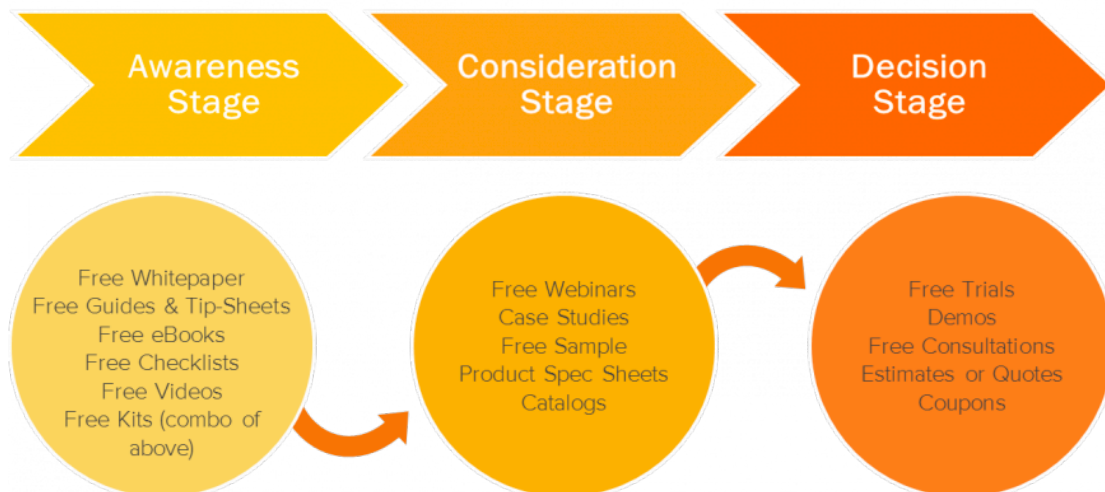 Awareness
Stage
Consideration
Stage
Decision
Stage
Free Whitepaper
Free Guides & Tip-Sheets
Free eBooks
Free Checklists
Free Videos
Free Kits (combo of
above)
Free Webinars
Case Studies
Free Sample
Product Spec Sheets
Catalogs
Free Trials
Demos
Free Consultations
Estimates or Quotes
Coupons